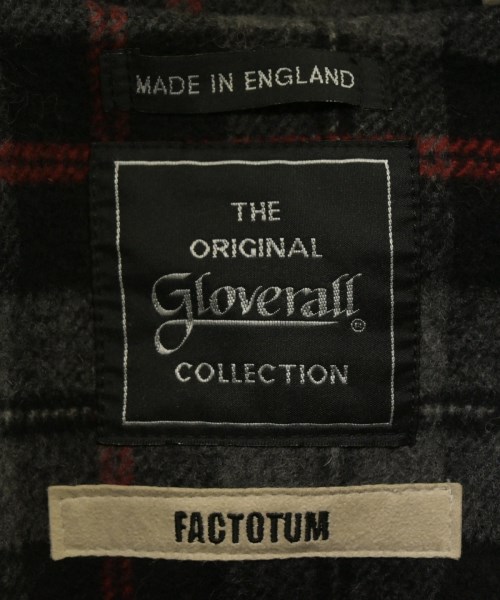 MADE IN ENGLAND
THE
ORIGINAL
Gloverall®
COLLECTION
FACTOTUM